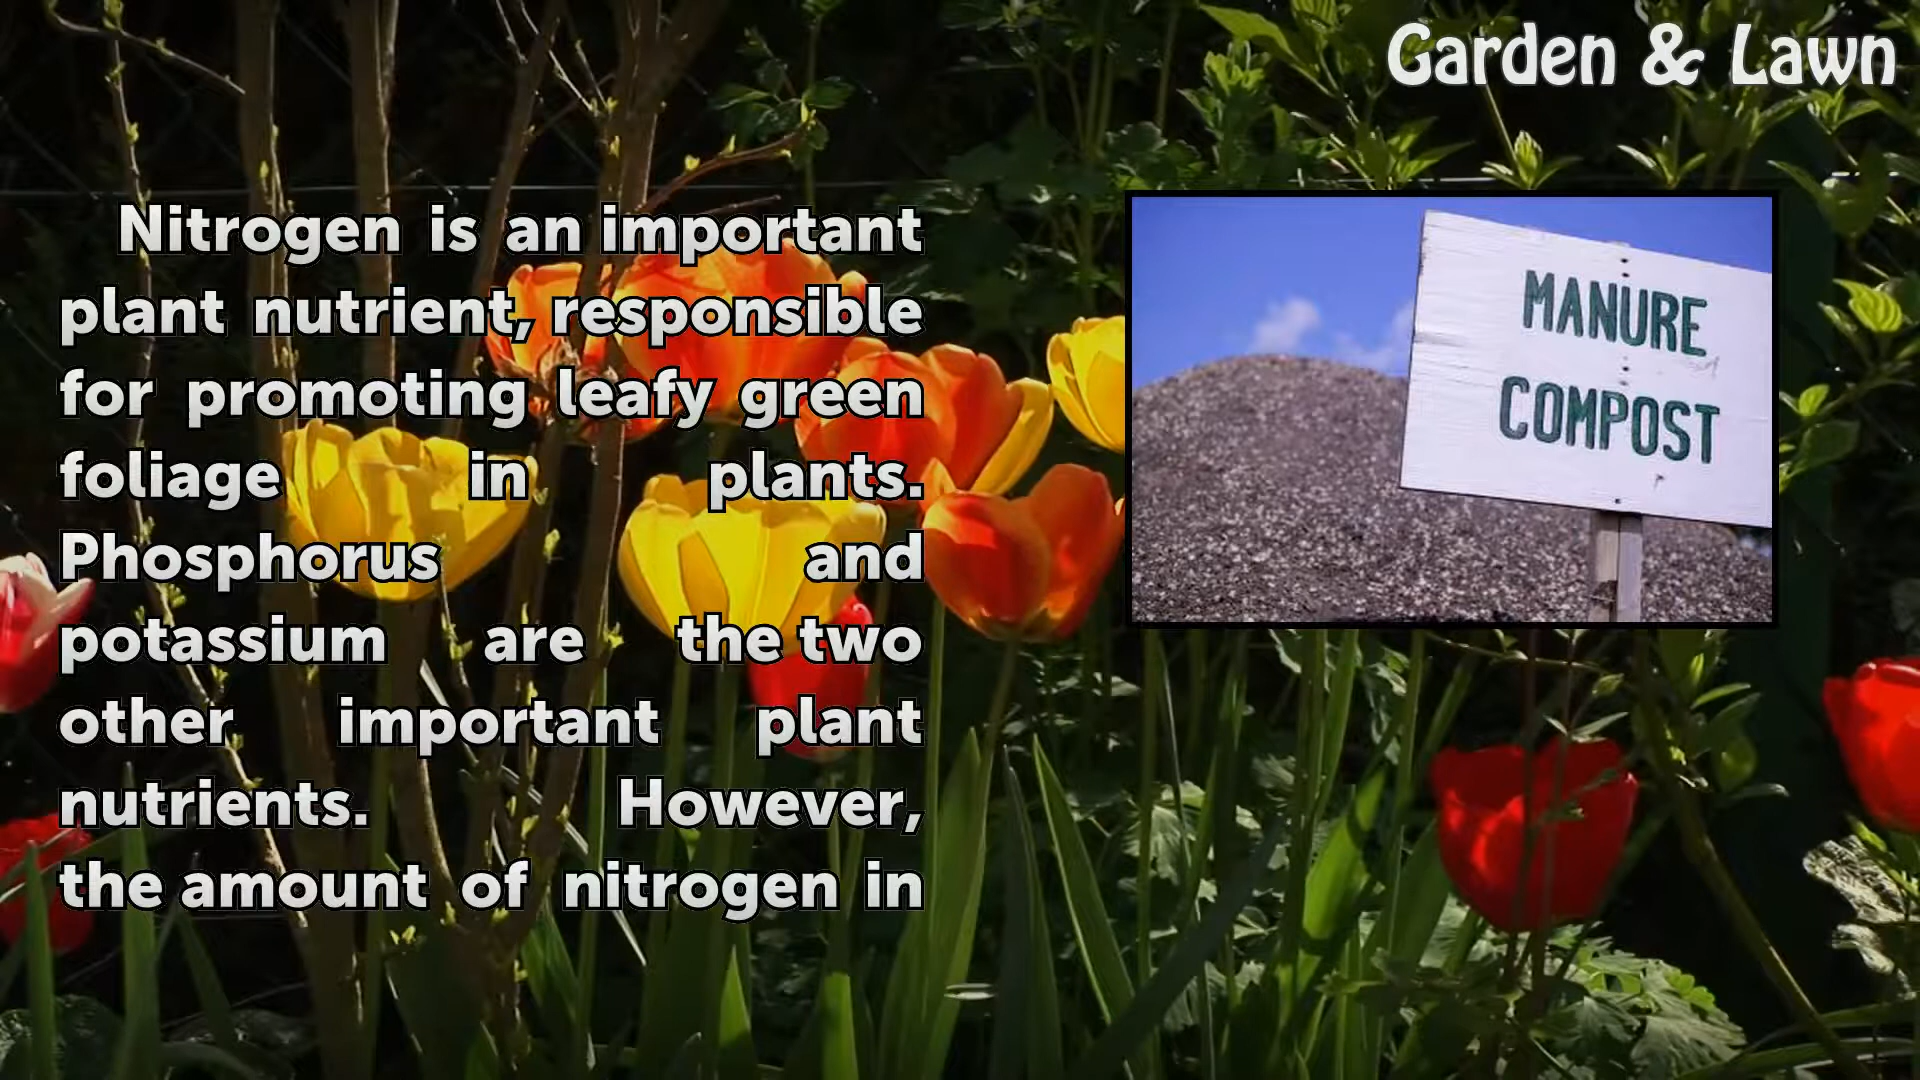 Garden & Lawn
Nitrogen is an important
plant nutrient, responsible
for promoting leafy green
foliage in plants.
Phosphorus and
potassium are the two
other important plant
nutrients. However,
the amount of nitrogen in
MANURE
COMPOST